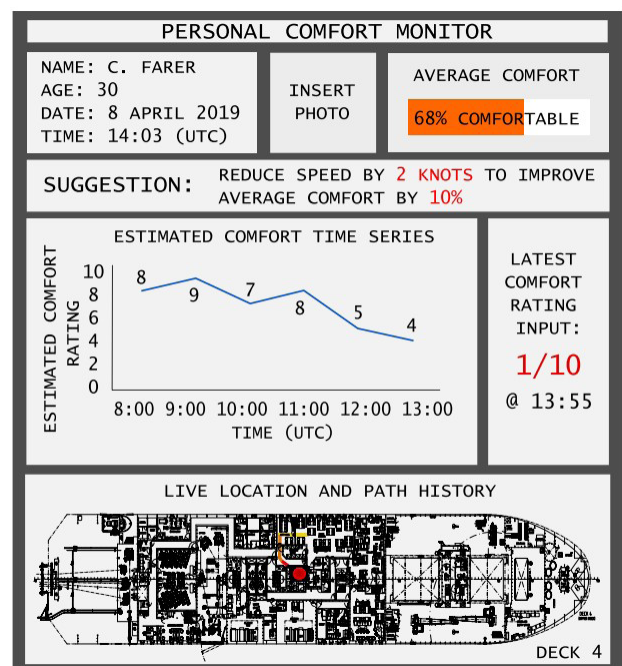 PERSONAL COMFORT MONITOR
NAME: C. FARER
AGE: 30
DATE: 8 APRIL 2019
TIME: 14:03 (UTC)
INSERT
PHOTO
AVERAGE COMFORT
68% COMFORTABLE
SUGGESTION:
REDUCE SPEED BY 2 KNOTS TO IMPROVE
AVERAGE COMFORT BY 10%
ESTIMATED COMFORT TIME SERIES
ESTIMATED COMFORT
RATING
10
8
6
4
2
0
8
9
7
8
5
4
8:00 9:00 10:00 11:00 12:00 13:00
TIME (UTC)
LATEST
COMFORT
RATING
INPUT:
1/10
@ 13:55
LIVE LOCATION AND PATH HISTORY
DECK 4